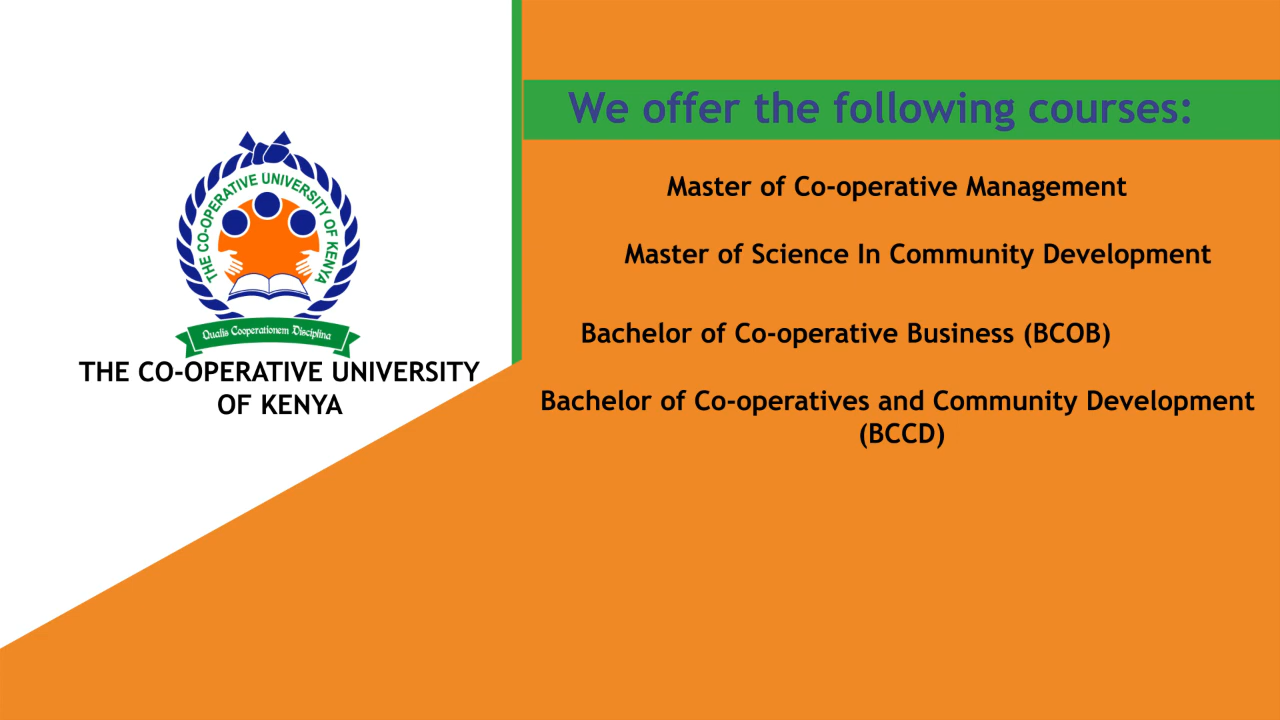 THE CO-OPERATIVE UNIVERSITY OF KENYA
Qualis Cooperationem Disciplina
THE CO-OPERATIVE UNIVERSITY
OF KENYA
We offer the following courses:
Master of Co-operative Management
Master of Science In Community Development
Bachelor of Co-operative Business (BCOB)
Bachelor of Co-operatives and Community Development
(BCCD)